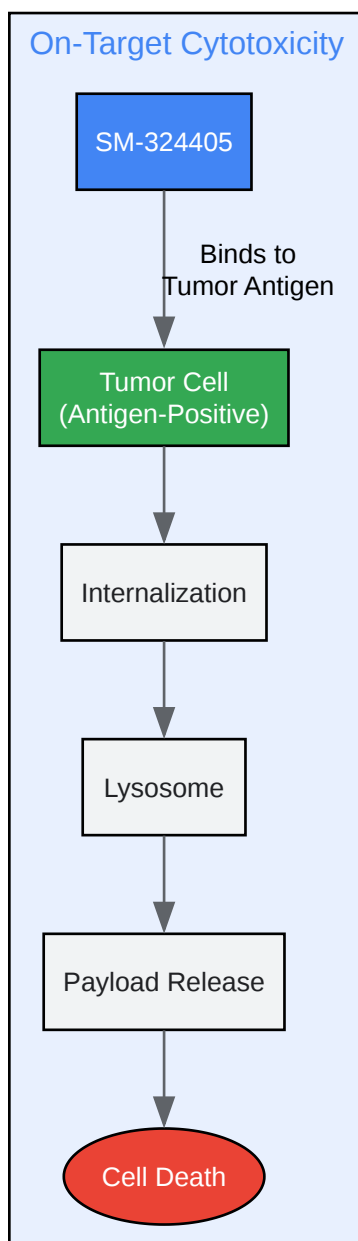 On-Target Cytotoxicity
SM-324405
Binds to
Tumor Antigen
Tumor Cell
(Antigen-Positive)
Internalization
Lysosome
Payload Release
Cell Death